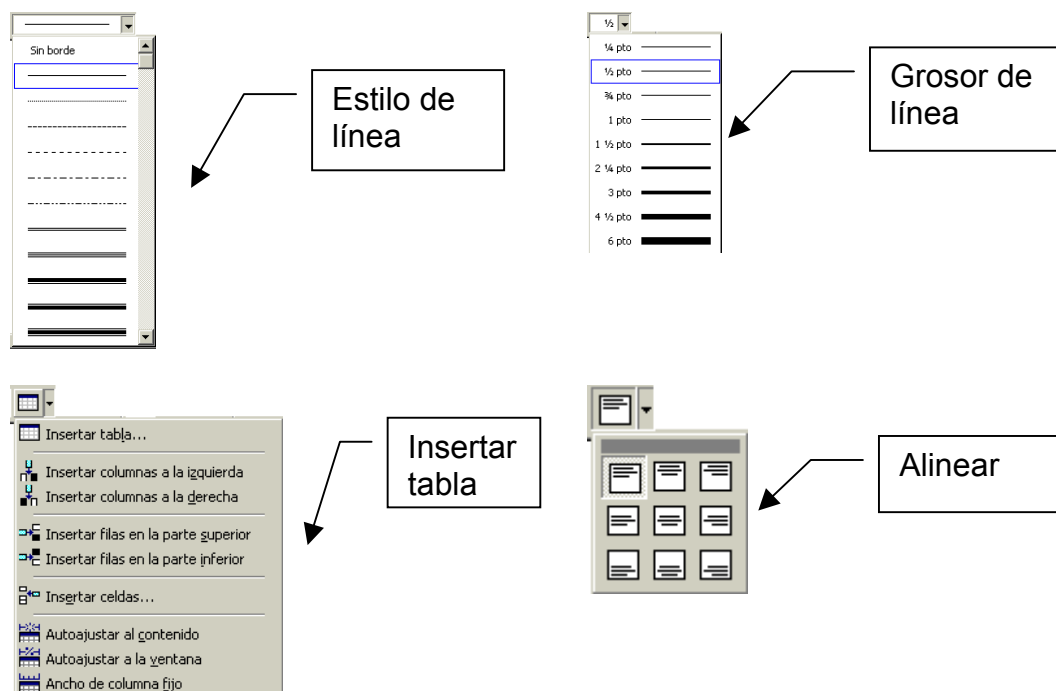 Sin borde
Estilo de
línea
½
¼ pto
½ pto
¾ pto
1 pto
1 ½ pto
2 ¼ pto
3 pto
4 ½ pto
6 pto
Grosor de
línea
Insertar tabla...
Insertar columnas a la izquierda
Insertar columnas a la derecha
Insertar filas en la parte superior
Insertar filas en la parte inferior
Insertar celdas...
Autoajustar al contenido
Autoajustar a la ventana
Ancho de columna fijo
Insertar
tabla
Alinear